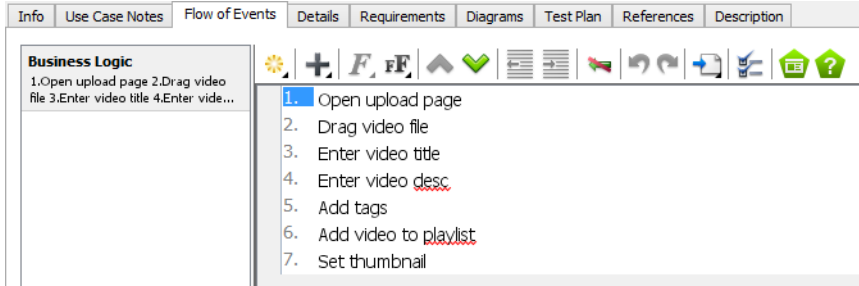 Info Use Case Notes Flow of Events Details Requirements Diagrams Test Plan References Description
Business Logic
1.Open upload page 2.Drag video
file 3.Enter video title 4.Enter vide...
F FF ?
1. Open upload page
2. Drag video file
3. Enter video title
4. Enter video desc
5. Add tags
6. Add video to playlist
7. Set thumbnail